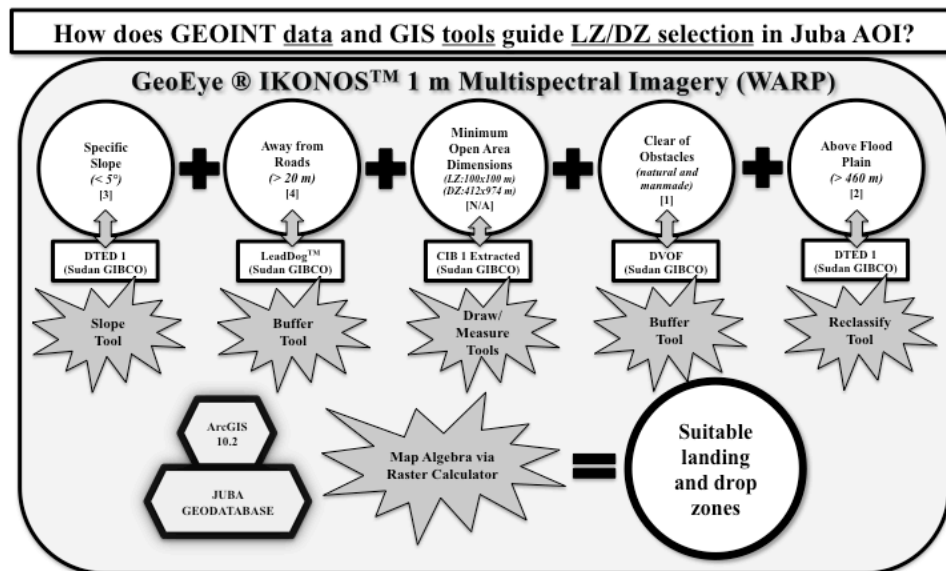 How does GEOINT data and GIS tools guide LZ/DZ selection in Juba AOI?
GeoEye ® IKONOS™ 1 m Multispectral Imagery (WARP)
Specific
Slope
(< 5°)
[3]
Away from
Roads
(> 20 m)
[4]
Minimum
Open Area
Dimensions
(LZ:100x100 m)
(DZ:412x974 m)
[N/A]
Clear of
Obstacles
(natural and
manmade)
[1]
Above Flood
Plain
(> 460 m)
[2]
DTED 1
(Sudan GIBCO)
LeadDog™
(Sudan GIBCO)
CIB 1 Extracted
(Sudan GIBCO)
DVOF
(Sudan GIBCO)
DTED 1
(Sudan GIBCO)
Slope
Tool
Buffer
Tool
Draw/
Measure
Tools
Buffer
Tool
Reclassify
Tool
ArcGIS
10.2
JUBA
GEODATABASE
Map Algebra via
Raster Calculator
Suitable
landing
and drop
zones